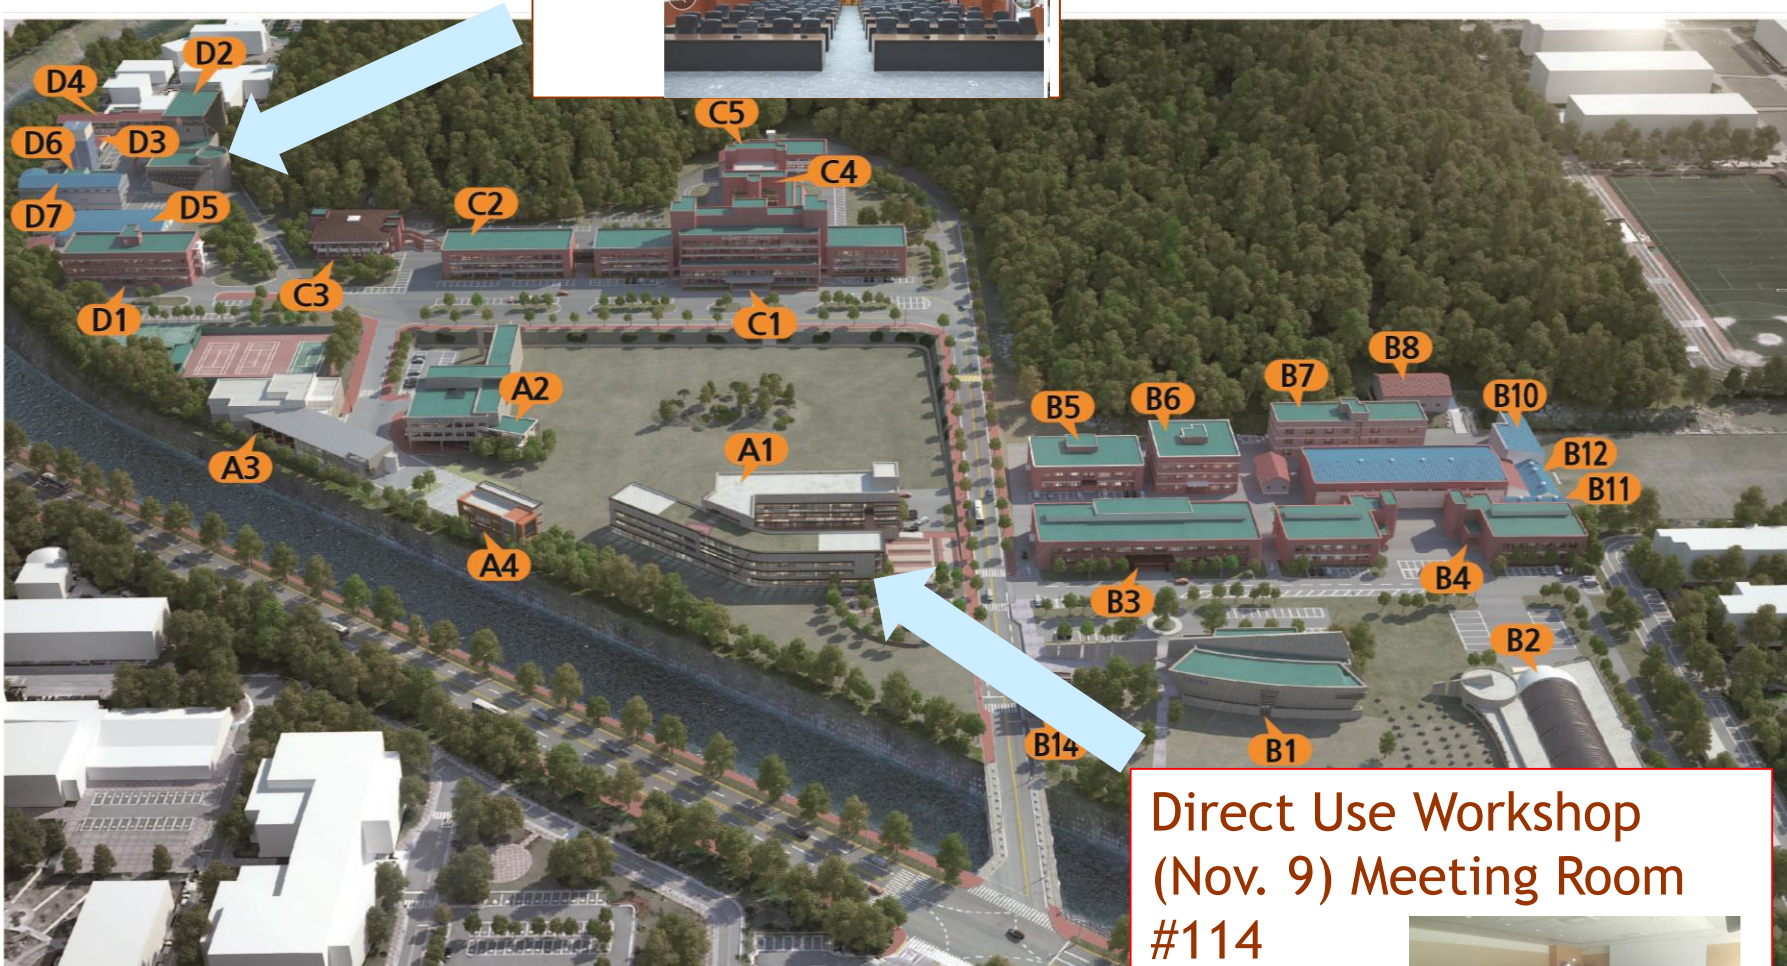 D2
D4
C5
D6
D3
C4
D7
D5
C2
C3
D1
C1
B8
B7
A2
B5
B6
B10
A1
A3
B12
B11
A4
B4
B3
B2
B14
B1
Direct Use Workshop
(Nov. 9) Meeting Room
#114